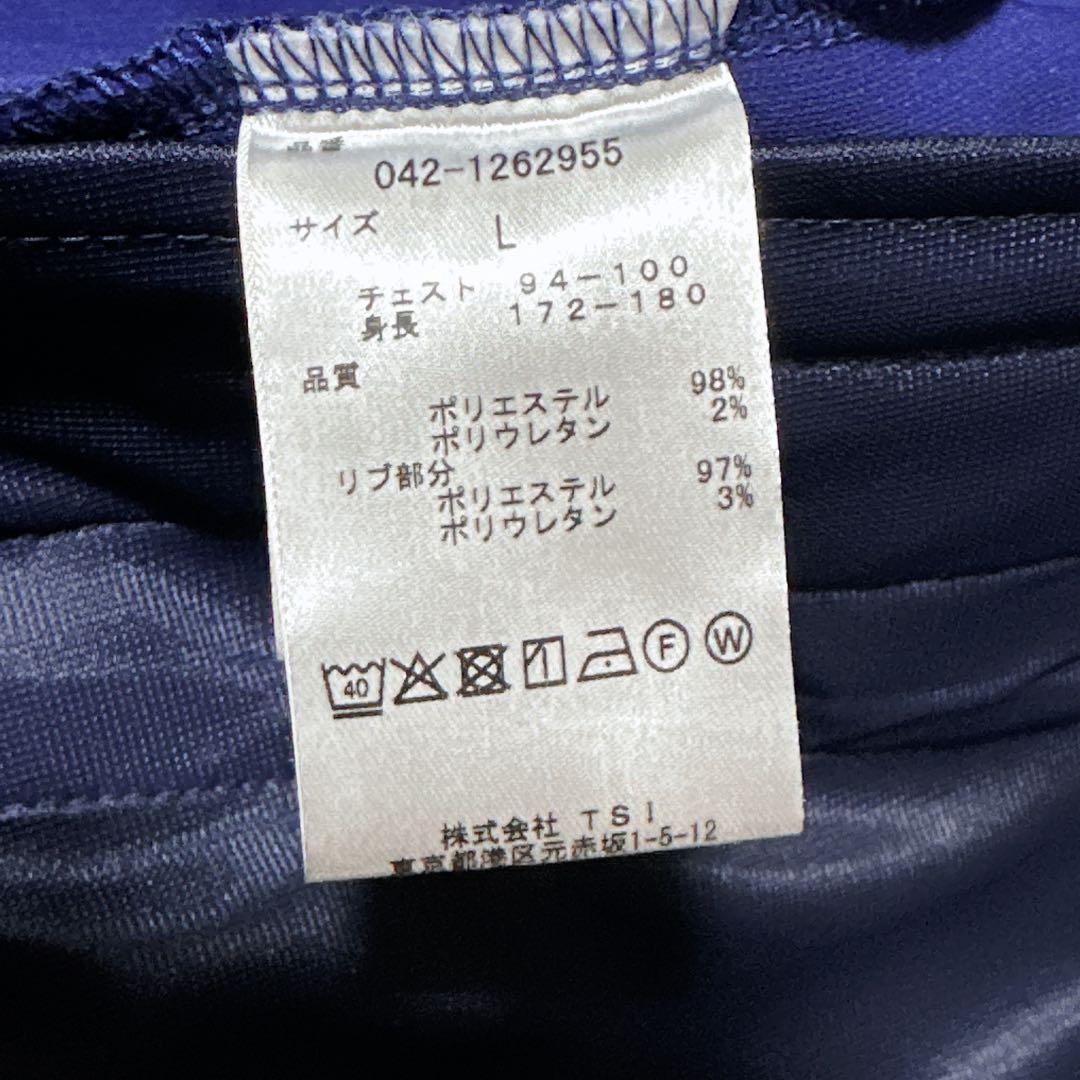 品質
042-1262955
サイズ L
チェスト 94-100
身長 172-180
品質
ポリエステル 98%
ポリウレタン 2%
リブ部分
ポリエステル 97%
ポリウレタン 3%
40 F W
株式会社 TSI
東京都港区元赤坂1-5-12